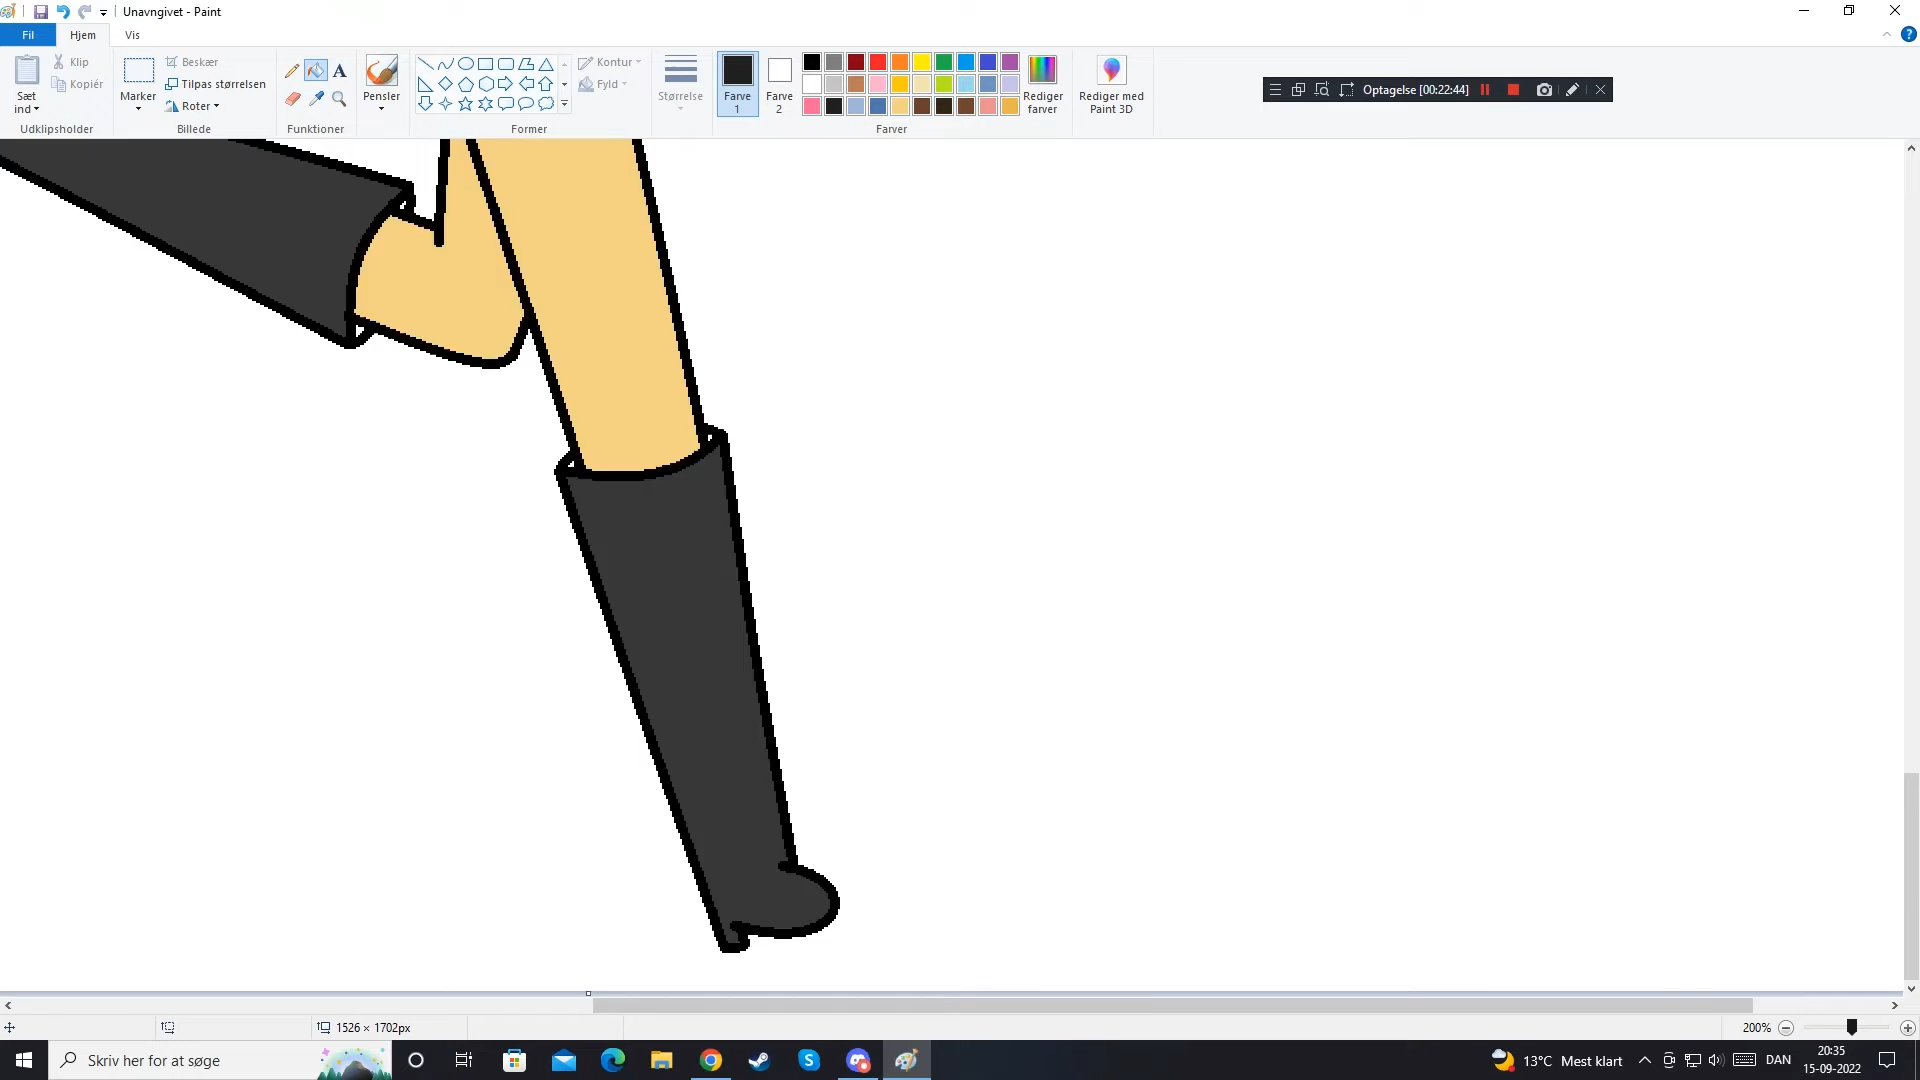 Unavngivet - Paint
Fil Hjem Vis
Sæt ind
Klip
Kopiér
Udklipsholder
Marker
Beskær
Tilpas størrelsen
Roter
Billede
A
Funktioner
Pensler
Former
Kontur
Fyld
Størrelse
Farve 1
Farve 2
Farver
Rediger farver
Rediger med Paint 3D
Optagelse [00:22:44]
1526 × 1702px
200%
Skriv her for at søge
13°C Mest klart
DAN
20:35
15-09-2022